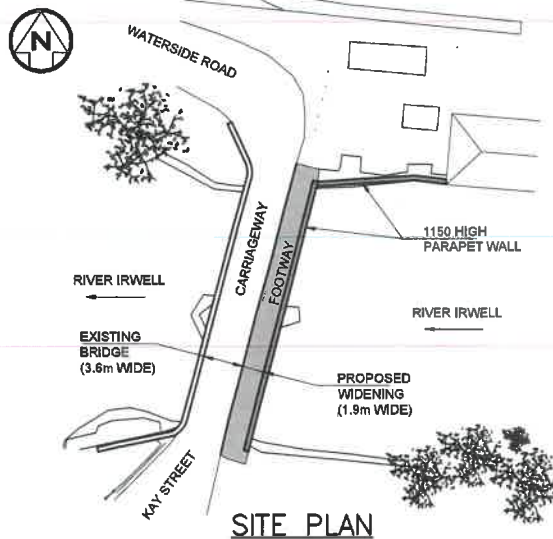 N
WATERSIDE ROAD
CARRIAGEWAY
FOOTWAY
1150 HIGH
PARAPET WALL
RIVER IRWELL
RIVER IRWELL
EXISTING
BRIDGE
(3.6m WIDE)
PROPOSED
WIDENING
(1.9m WIDE)
KAY STREET
SITE PLAN